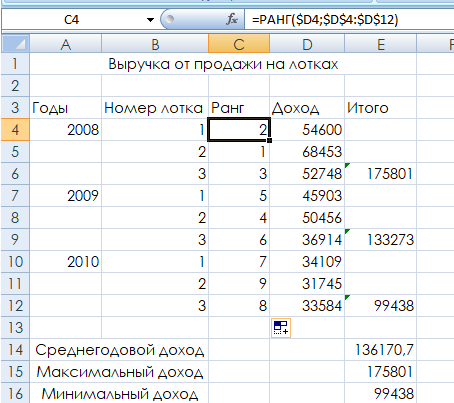 C4 fx =РАНГ($D4;$D$4:$D$12)
A B C D E F
1 Выручка от продажи на лотках
2
3 Годы Номер лотка Ранг Доход Итого
4 2008 1 2 54600
5 2 1 68453
6 3 3 52748 175801
7 2009 1 5 45903
8 2 4 50456
9 3 6 36914 133273
10 2010 1 7 34109
11 2 9 31745
12 3 8 33584 99438
13
14 Среднегодовой доход 136170,7
15 Максимальный доход 175801
16 Минимальный доход 99438